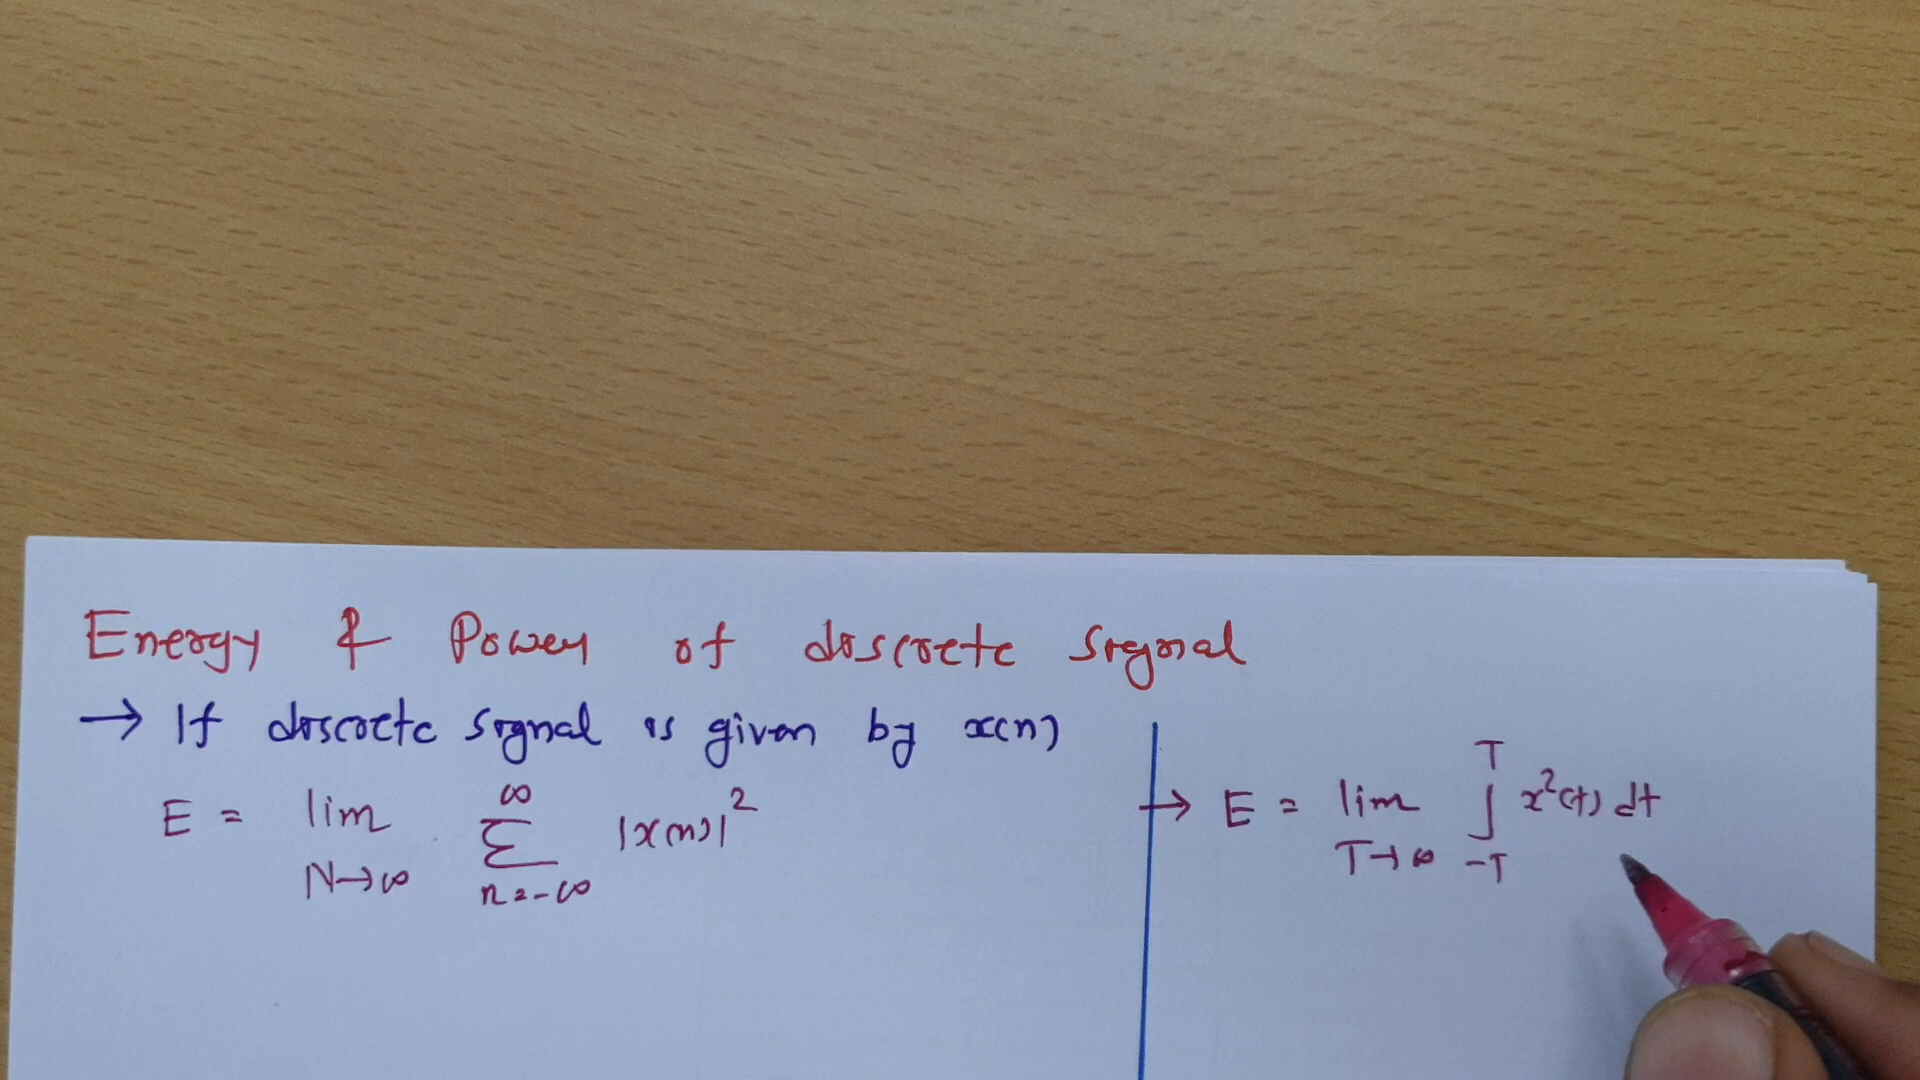 Energy & Power of discrete signal
→ If discrete signal is given by x(n)
E = lim N→∞ ∞ Σ n=-∞ |x(n)|²
→ E = lim T→∞ T ∫ -T x²(t) dt